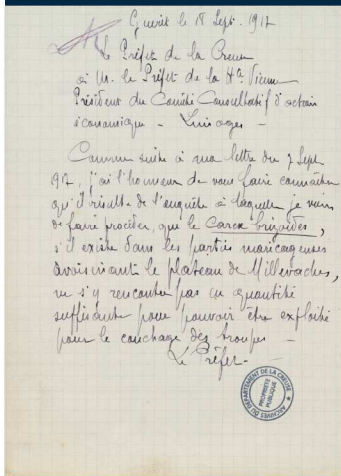 Guéret le 18 Sept. 1917
Le Préfet de la Creuse
à M. le Préfet de la Hte Vienne
Président du Comité Consultatif d'action
économique - Limoges -
Comme suite à ma lettre du 7 Sept
917, j'ai l'honneur de vous faire connaître
qu'il résulte de l'enquête à laquelle je viens
de faire procéder, que le Carex brizoïdes,
s'il existe dans les parties marécageuses
avoisinant le plateau de Millevaches,
ne s'y rencontre pas en quantité
suffisante pour pouvoir être exploité
pour le couchage des troupes -
Le Préfet -
ARCHIVES DU DEPARTEMENT DE LA CREUSE
PROPRIÉTÉ
PUBLIQUE